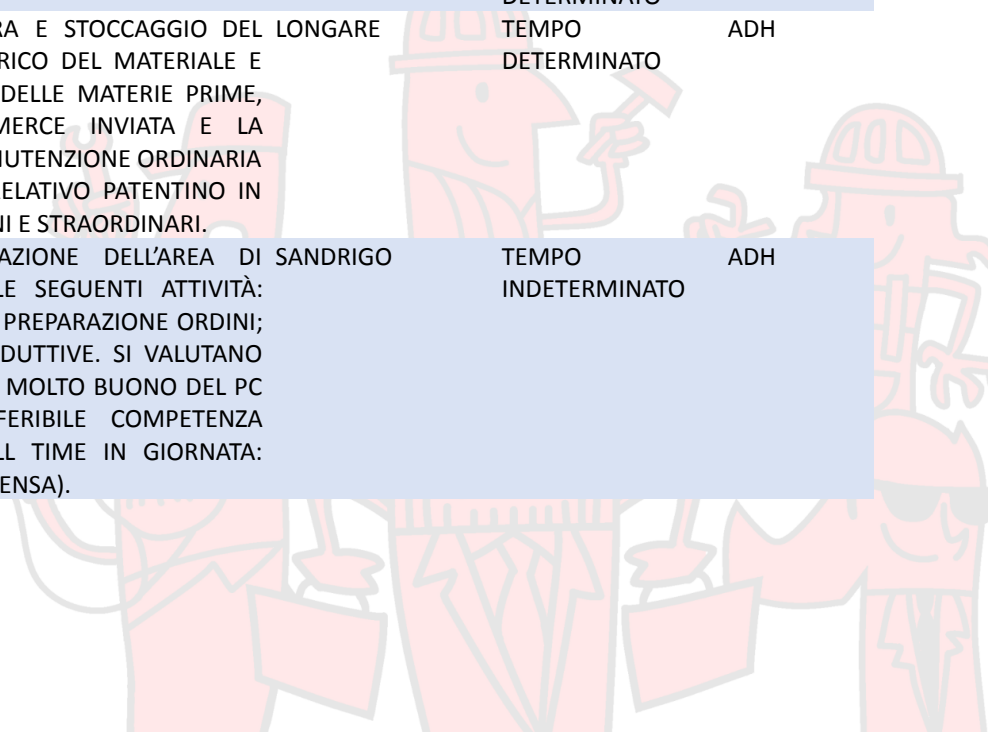 DETERMINATO
RA E STOCCAGGIO DEL LONGARE TEMPO ADH
RICO DEL MATERIALE E DETERMINATO
DELLE MATERIE PRIME,
MERCE INVIATA E LA
NUTENZIONE ORDINARIA
RELATIVO PATENTINO IN
NI E STRAORDINARI.
AZIONE DELL'AREA DI SANDRIGO TEMPO ADH
LE SEGUENTI ATTIVITÀ: INDETERMINATO
PREPARAZIONE ORDINI;
DUTTIVE. SI VALUTANO
MOLTO BUONO DEL PC
FERIBILE COMPETENZA
LL TIME IN GIORNATA:
ENSA).